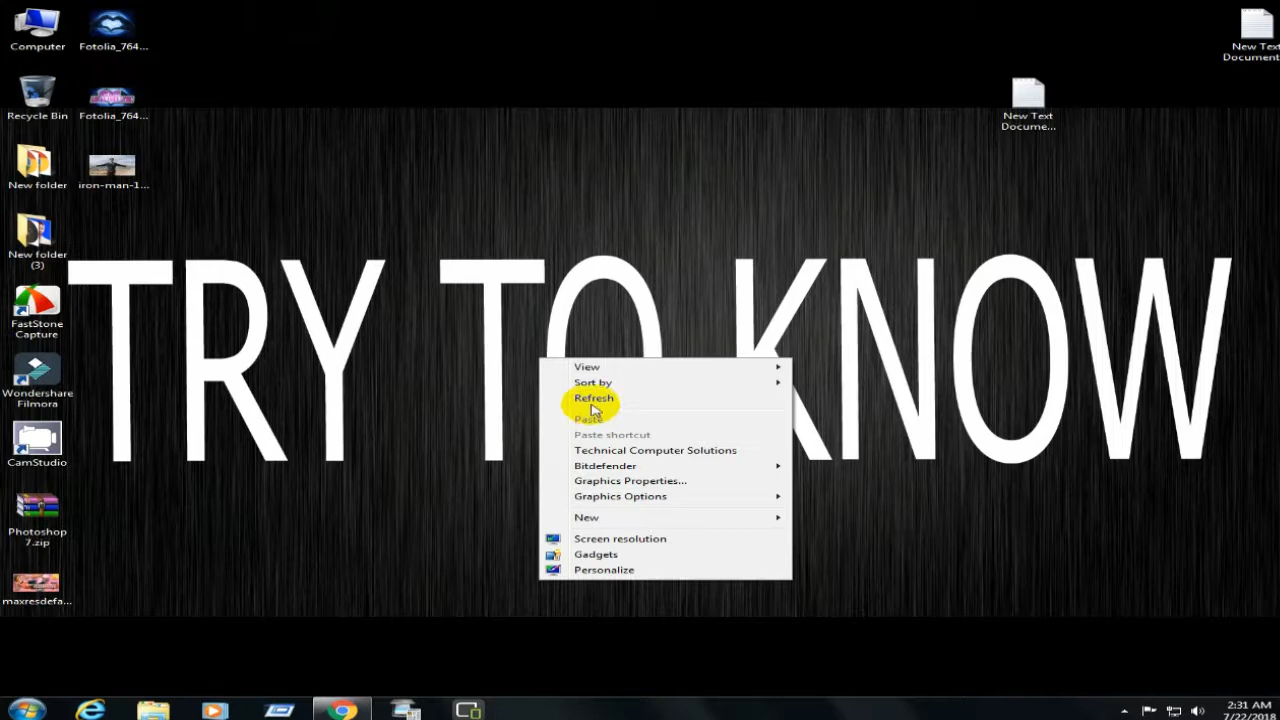 Computer
Fotolia_764...
Recycle Bin
Fotolia_764...
New folder
iron-man-1...
New folder
(3)
FastStone
Capture
Wondershare
Filmora
CamStudio
Photoshop
7.zip
maxresdefa...
New Text
Document
New Text
Docume...
TRY TO KNOW
View
Sort by
Refresh
Paste
Paste shortcut
Technical Computer Solutions
Bitdefender
Graphics Properties...
Graphics Options
New
Screen resolution
Gadgets
Personalize
2:31 AM
7/22/2018